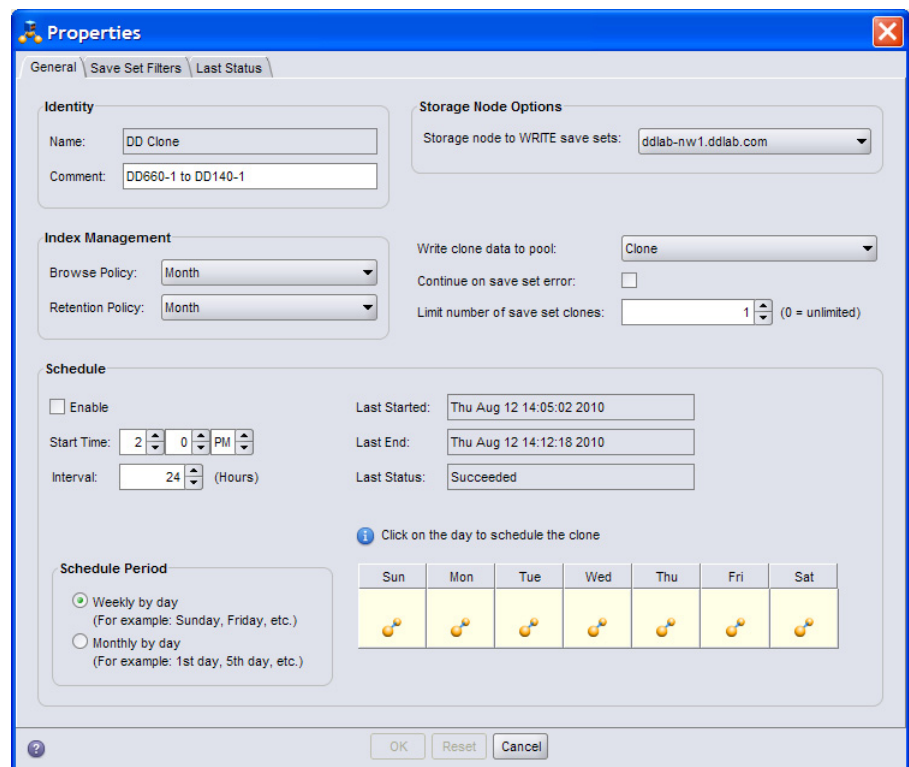 Properties
General
Save Set Filters
Last Status
Identity
Name: DD Clone
Comment: DD660-1 to DD140-1
Storage Node Options
Storage node to WRITE save sets: ddlab-nw1.ddlab.com
Index Management
Browse Policy: Month
Retention Policy: Month
Write clone data to pool: Clone
Continue on save set error:
Limit number of save set clones: 1 (0 = unlimited)
Schedule
Enable
Start Time: 2 0 PM
Interval: 24 (Hours)
Last Started: Thu Aug 12 14:05:02 2010
Last End: Thu Aug 12 14:12:18 2010
Last Status: Succeeded
i Click on the day to schedule the clone
Schedule Period
Weekly by day
(For example: Sunday, Friday, etc.)
Monthly by day
(For example: 1st day, 5th day, etc.)
Sun Mon Tue Wed Thu Fri Sat
? OK Reset Cancel